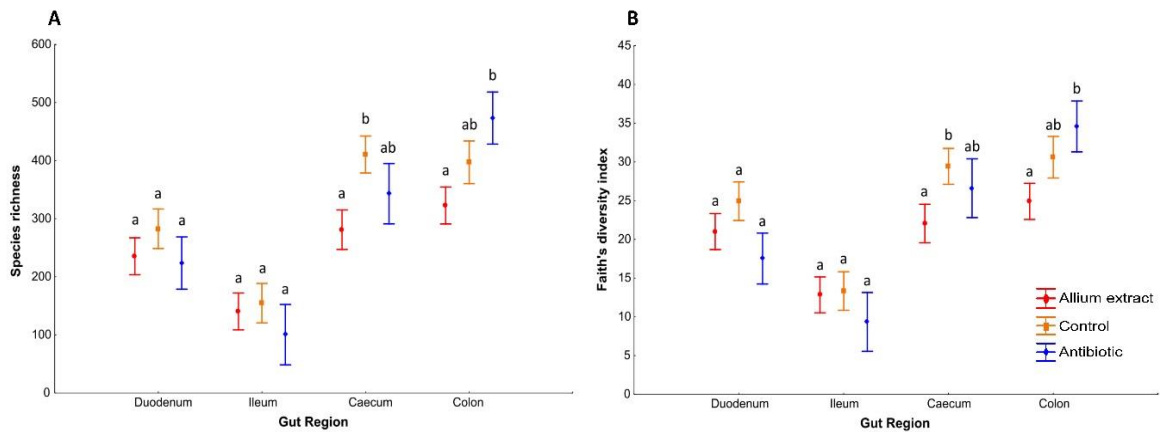 A
Species richness
600
500
400
300
200
100
0
a a a
a a a
a b ab
a ab b
Duodenum Ileum Caecum Colon
Gut Region
B
Faith's diversity index
45
40
35
30
25
20
15
10
5
0
a a a
a a a
a b ab
a ab b
Duodenum Ileum Caecum Colon
Gut Region
Allium extract
Control
Antibiotic